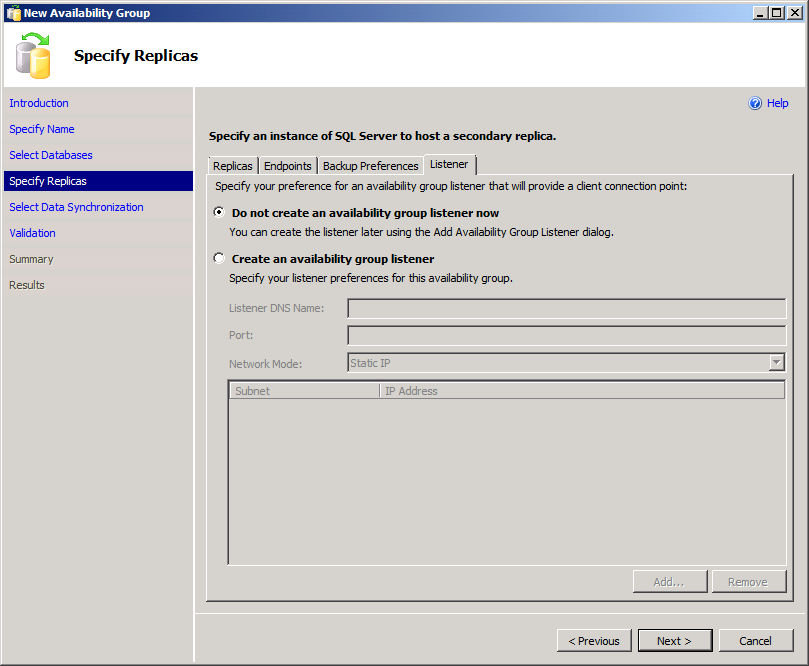 New Availability Group
Specify Replicas
Introduction
Specify Name
Select Databases
Specify Replicas
Select Data Synchronization
Validation
Summary
Results
Help
Specify an instance of SQL Server to host a secondary replica.
Replicas Endpoints Backup Preferences Listener
Specify your preference for an availability group listener that will provide a client connection point:
Do not create an availability group listener now
You can create the listener later using the Add Availability Group Listener dialog.
Create an availability group listener
Specify your listener preferences for this availability group.
Listener DNS Name:
Port:
Network Mode: Static IP
Subnet IP Address
Add... Remove
< Previous Next > Cancel